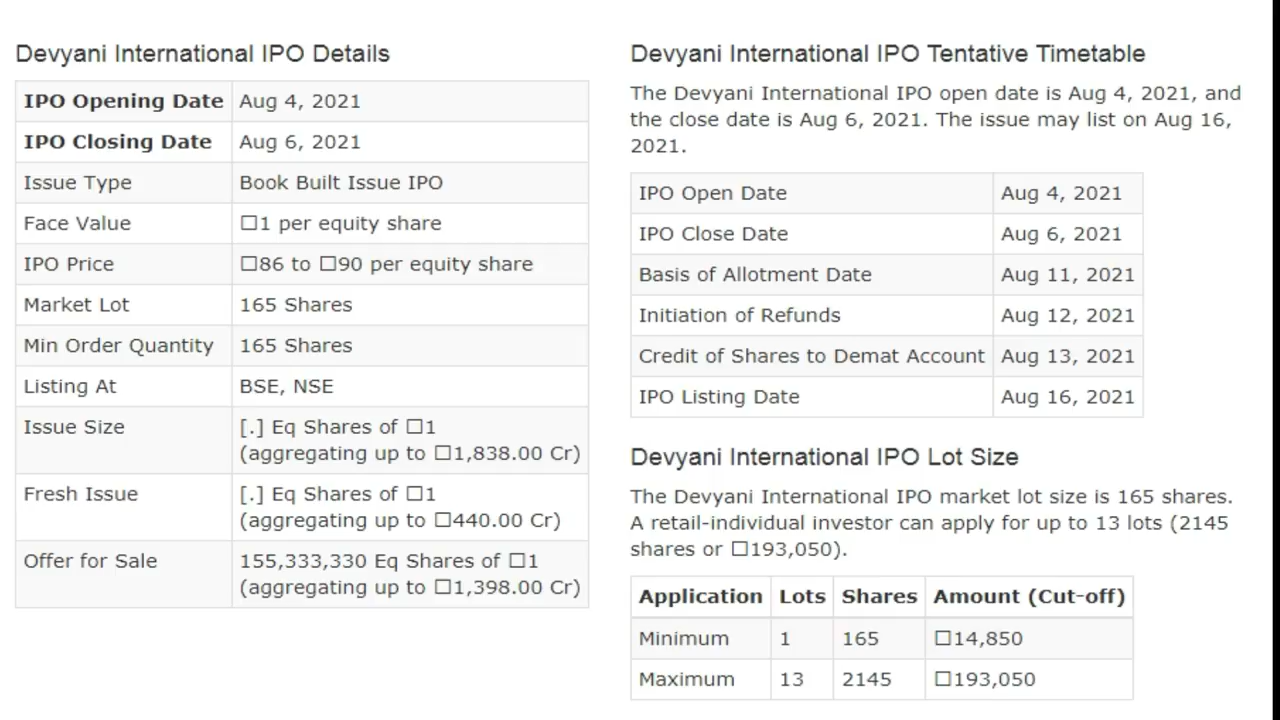 Devyani International IPO Details
IPO Opening Date Aug 4, 2021
IPO Closing Date Aug 6, 2021
Issue Type Book Built Issue IPO
Face Value □1 per equity share
IPO Price □86 to □90 per equity share
Market Lot 165 Shares
Min Order Quantity 165 Shares
Listing At BSE, NSE
Issue Size [.] Eq Shares of □1
(aggregating up to □1,838.00 Cr)
Fresh Issue [.] Eq Shares of □1
(aggregating up to □440.00 Cr)
Offer for Sale 155,333,330 Eq Shares of □1
(aggregating up to □1,398.00 Cr)
Devyani International IPO Tentative Timetable
The Devyani International IPO open date is Aug 4, 2021, and
the close date is Aug 6, 2021. The issue may list on Aug 16,
2021.
IPO Open Date Aug 4, 2021
IPO Close Date Aug 6, 2021
Basis of Allotment Date Aug 11, 2021
Initiation of Refunds Aug 12, 2021
Credit of Shares to Demat Account Aug 13, 2021
IPO Listing Date Aug 16, 2021
Devyani International IPO Lot Size
The Devyani International IPO market lot size is 165 shares.
A retail-individual investor can apply for up to 13 lots (2145
shares or □193,050).
Application Lots Shares Amount (Cut-off)
Minimum 1 165 □14,850
Maximum 13 2145 □193,050